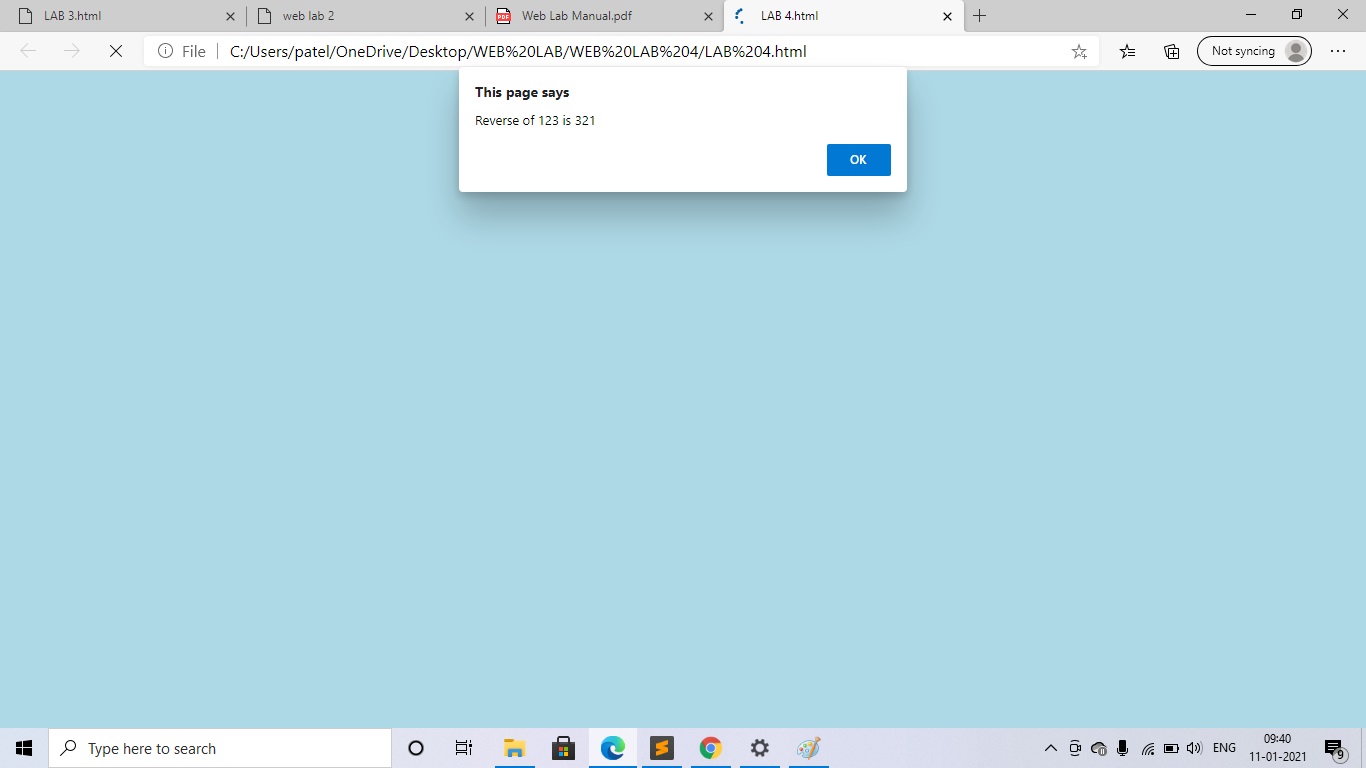 LAB 3.html
web lab 2
Web Lab Manual.pdf
LAB 4.html
File
C:/Users/patel/OneDrive/Desktop/WEB%20LAB/WEB%20LAB%204/LAB%204.html
Not syncing
This page says
Reverse of 123 is 321
OK
Type here to search
ENG
09:40
11-01-2021
9